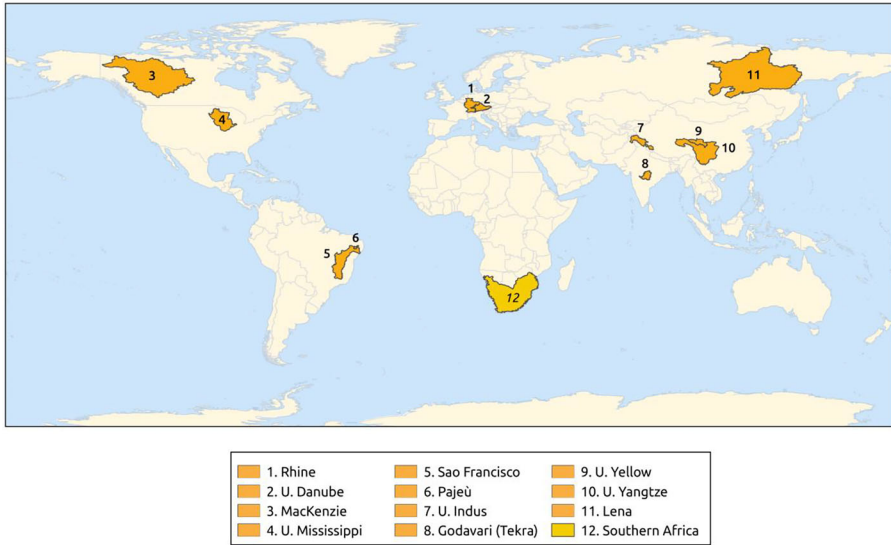 3
11
1
2
4
7
9
10
8
6
5
12
1. Rhine
2. U. Danube
3. MacKenzie
4. U. Mississippi
5. Sao Francisco
6. Pajeù
7. U. Indus
8. Godavari (Tekra)
9. U. Yellow
10. U. Yangtze
11. Lena
12. Southern Africa